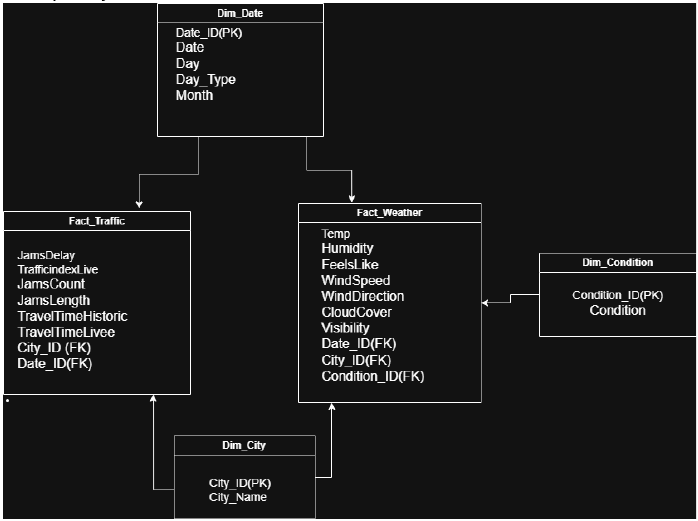 Dim_Date
Date_ID(PK)
Date
Day
Day_Type
Month
Fact_Traffic
JamsDelay
TrafficindexLive
JamsCount
JamsLength
TravelTimeHistoric
TravelTimeLivee
City_ID (FK)
Date_ID(FK)
Fact_Weather
Temp
Humidity
FeelsLike
WindSpeed
WindDirection
CloudCover
Visibility
Date_ID(FK)
City_ID(FK)
Condition_ID(FK)
Dim_Condition
Condition_ID(PK)
Condition
Dim_City
City_ID(PK)
City_Name